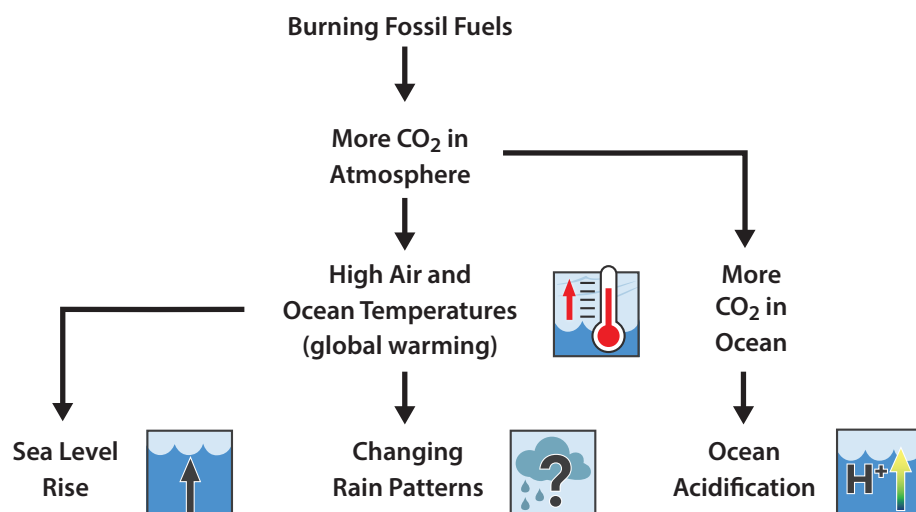 Burning Fossil Fuels
More CO₂ in
Atmosphere
High Air and
Ocean Temperatures
(global warming)
More
CO₂ in
Ocean
Sea Level
Rise
Changing
Rain Patterns
?
Ocean
Acidification
H⁺